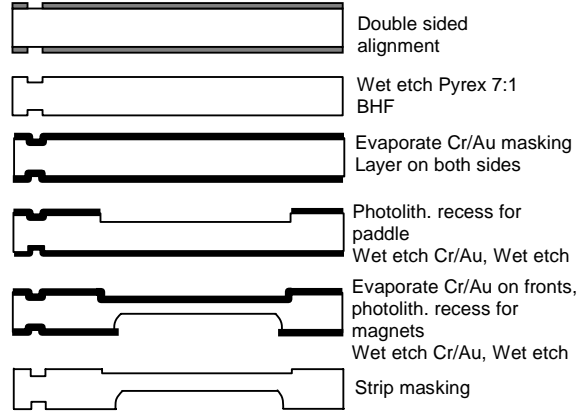 Double sided
alignment
Wet etch Pyrex 7:1
BHF
Evaporate Cr/Au masking
Layer on both sides
Photolith. recess for
paddle
Wet etch Cr/Au, Wet etch
Evaporate Cr/Au on fronts,
photolith. recess for
magnets
Wet etch Cr/Au, Wet etch
Strip masking